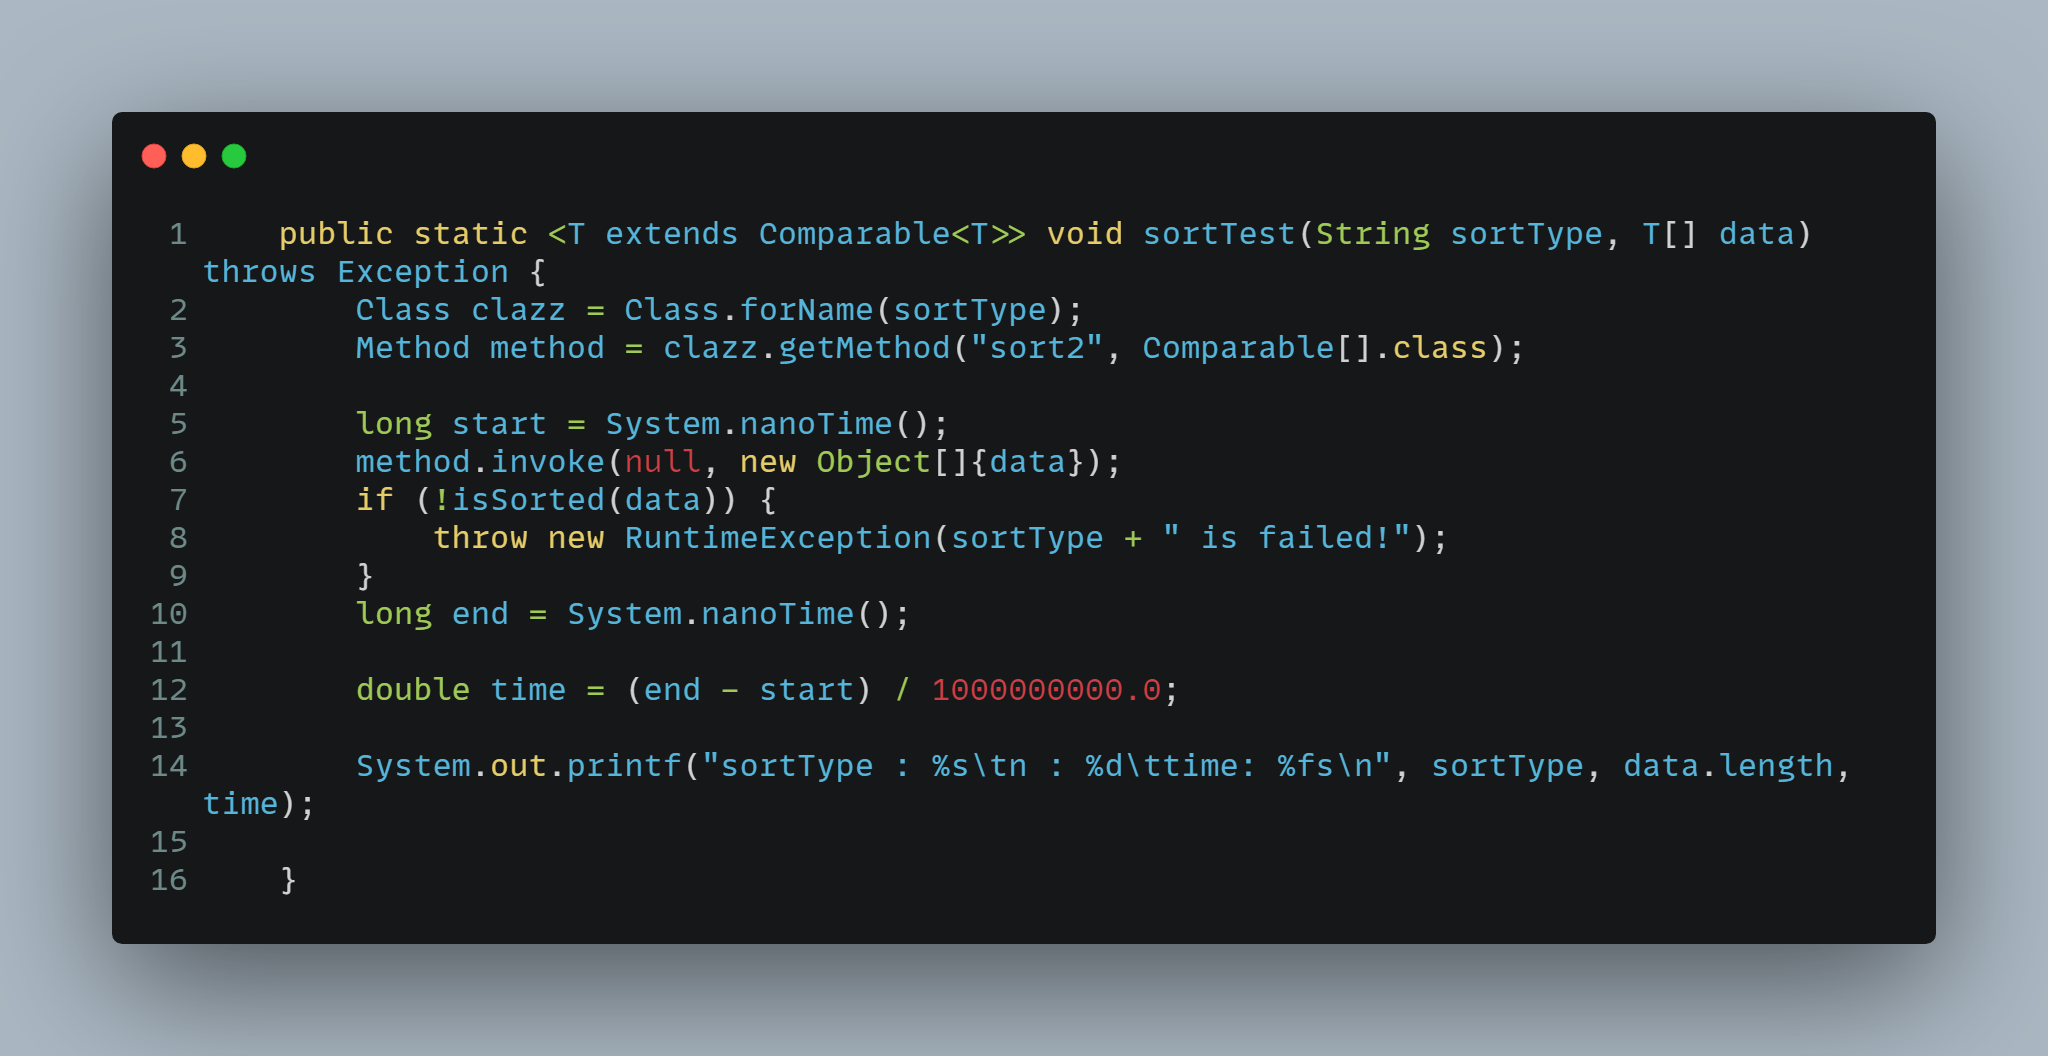 1    public static <T extends Comparable<T>> void sortTest(String sortType, T[] data)
throws Exception {
2        Class clazz = Class.forName(sortType);
3        Method method = clazz.getMethod("sort2", Comparable[].class);
4
5        long start = System.nanoTime();
6        method.invoke(null, new Object[]{data});
7        if (!isSorted(data)) {
8            throw new RuntimeException(sortType + " is failed!");
9        }
10        long end = System.nanoTime();
11
12        double time = (end - start) / 1000000000.0;
13
14        System.out.printf("sortType : %s\tn : %d\ttime: %fs\n", sortType, data.length,
time);
15
16    }